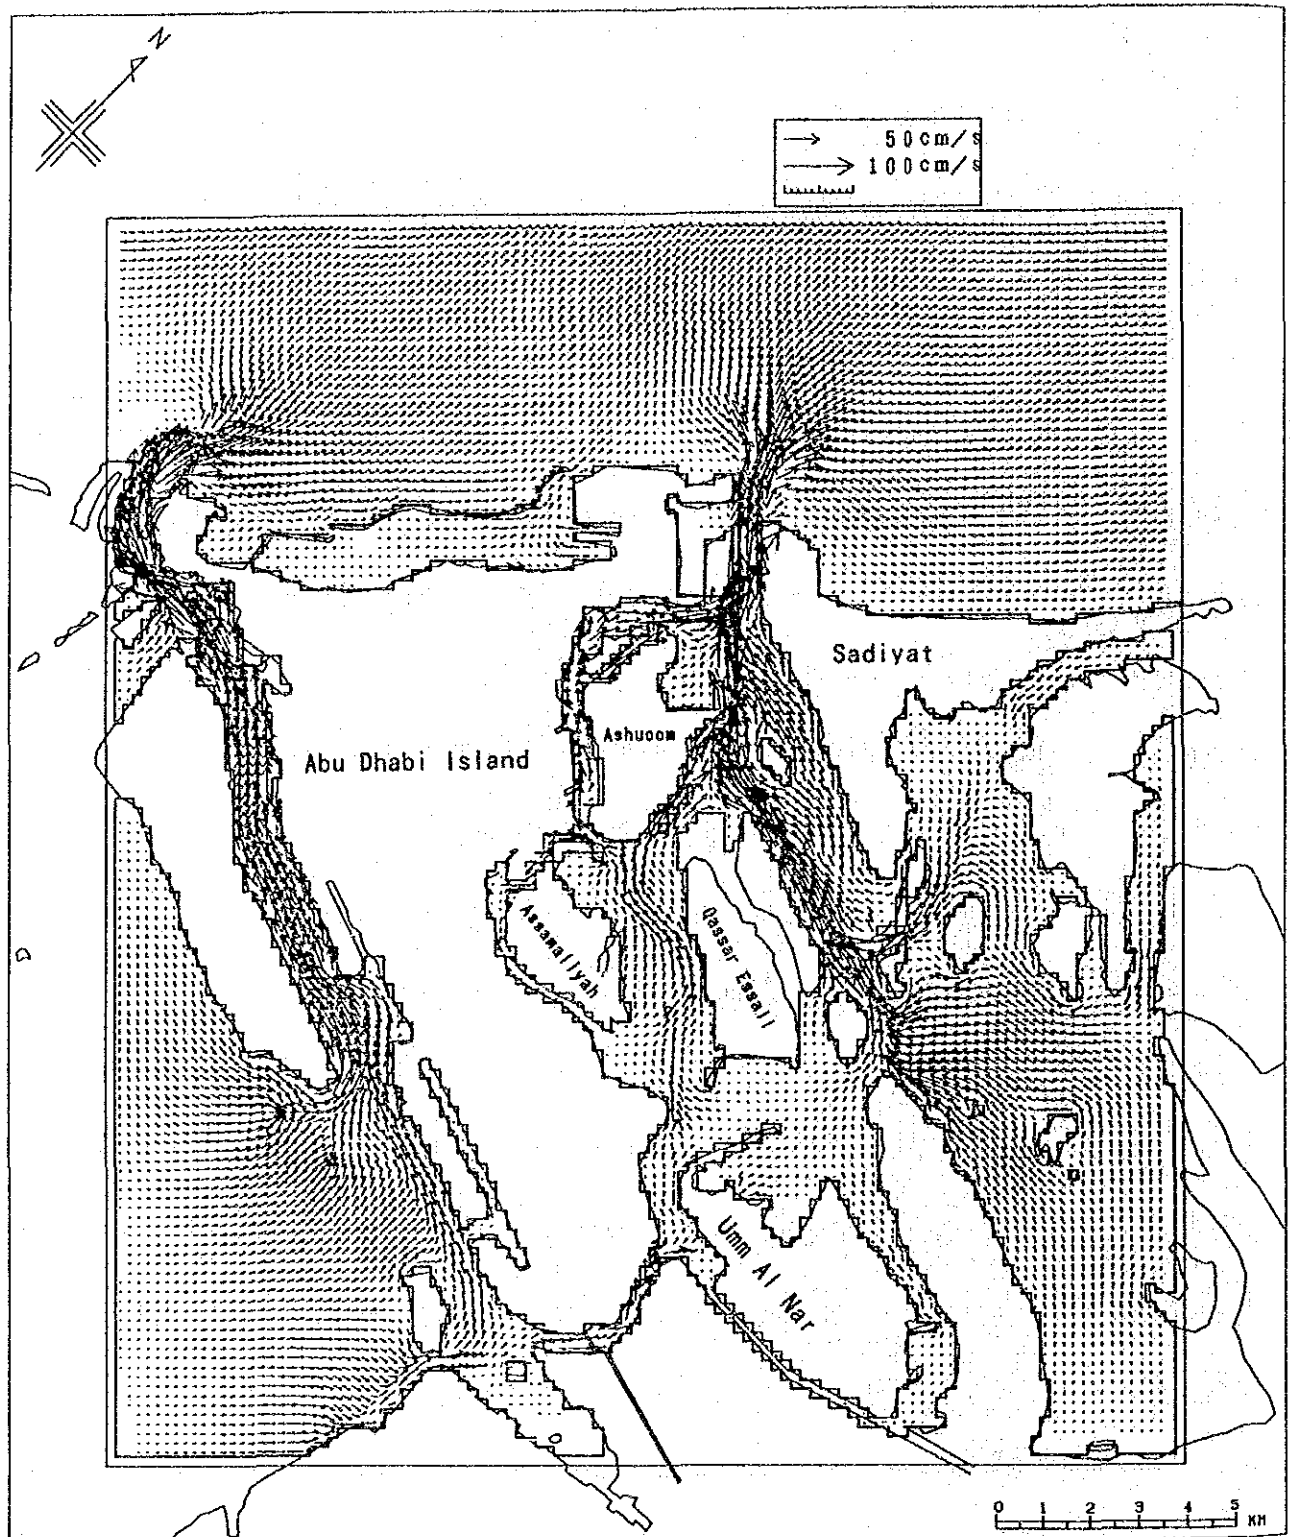 N
50cm/s
100cm/s
Sadiyat
Ashuoom
Abu Dhabi Island
Assamaliyah
Qassar Essali
Umm Al Nar
0 1 2 3 4 5 KM